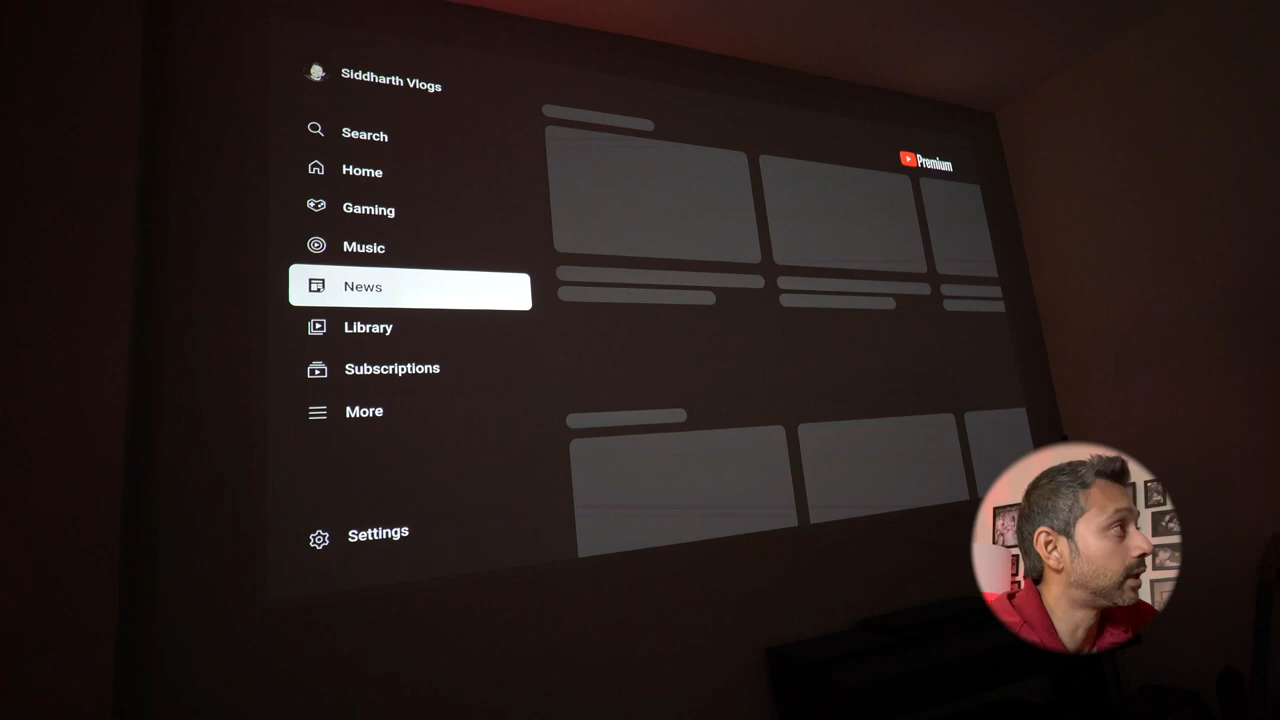 Siddharth Vlogs
Search
Home
Gaming
Music
News
Library
Subscriptions
More
Settings
Premium